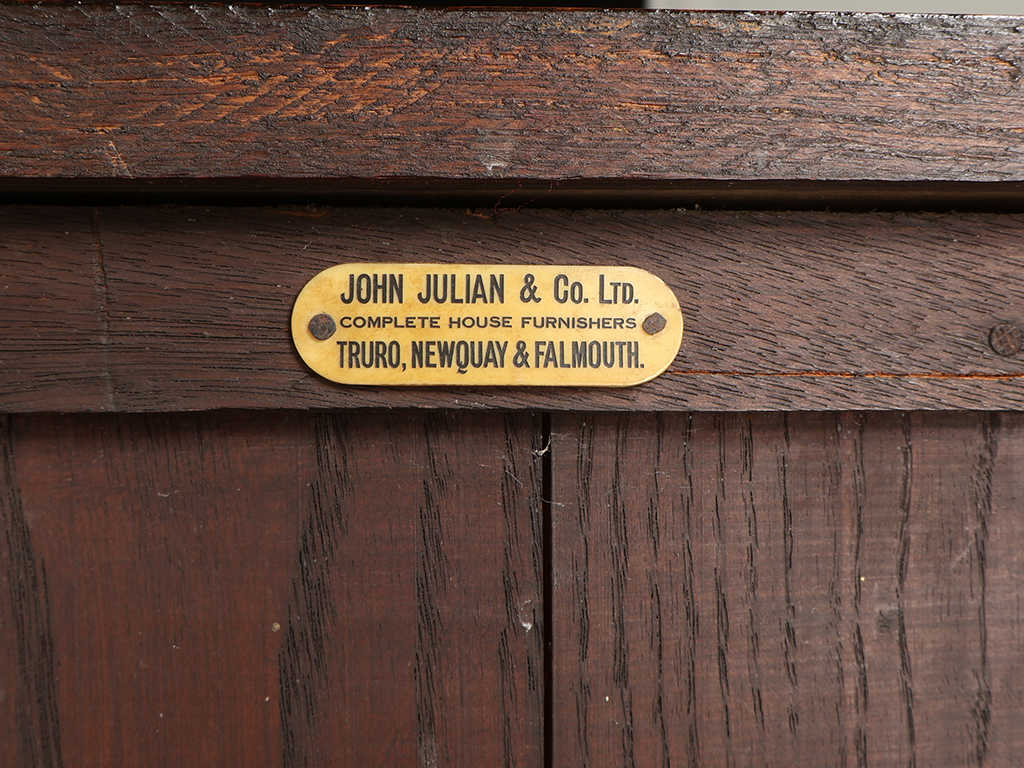 JOHN JULIAN & Co. LTD.
COMPLETE HOUSE FURNISHERS
TRURO, NEWQUAY & FALMOUTH.